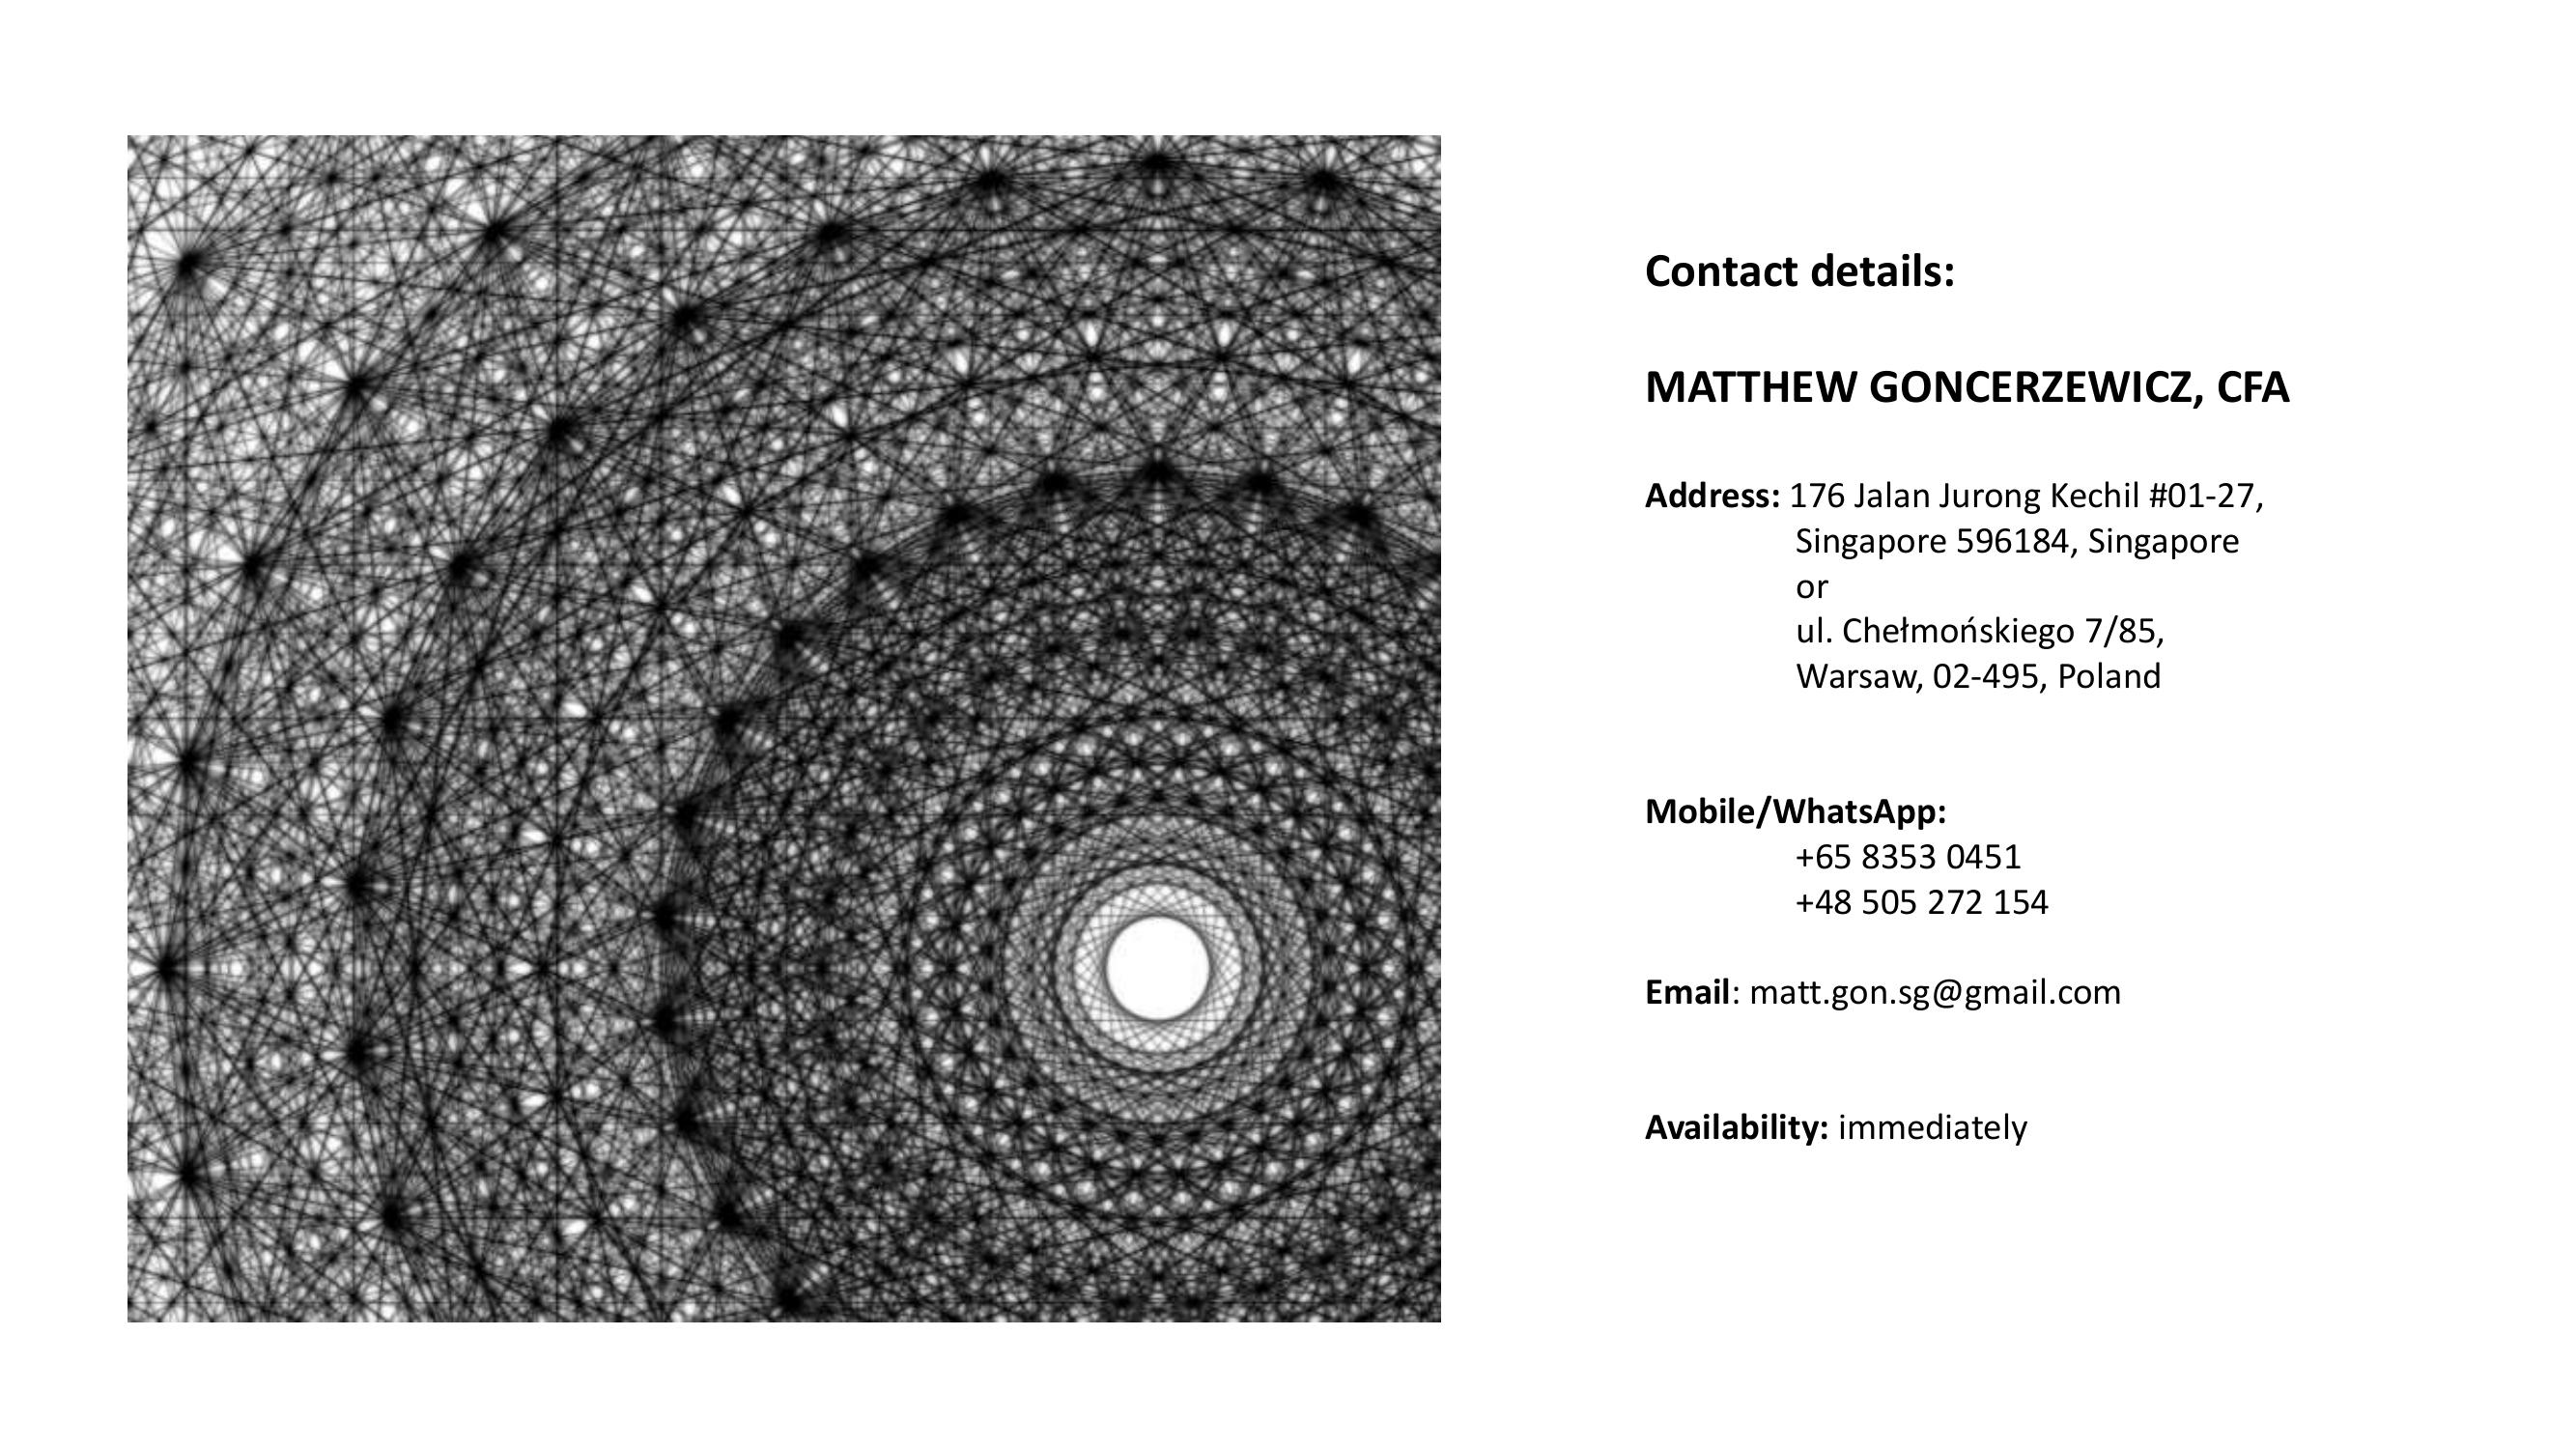 Contact details:
MATTHEW GONCERZEWICZ, CFA
Address: 176 Jalan Jurong Kechil #01-27,
Singapore 596184, Singapore
or
ul. Chełmońskiego 7/85,
Warsaw, 02-495, Poland
Mobile/WhatsApp:
+65 8353 0451
+48 505 272 154
Email: matt.gon.sg@gmail.com
Availability: immediately